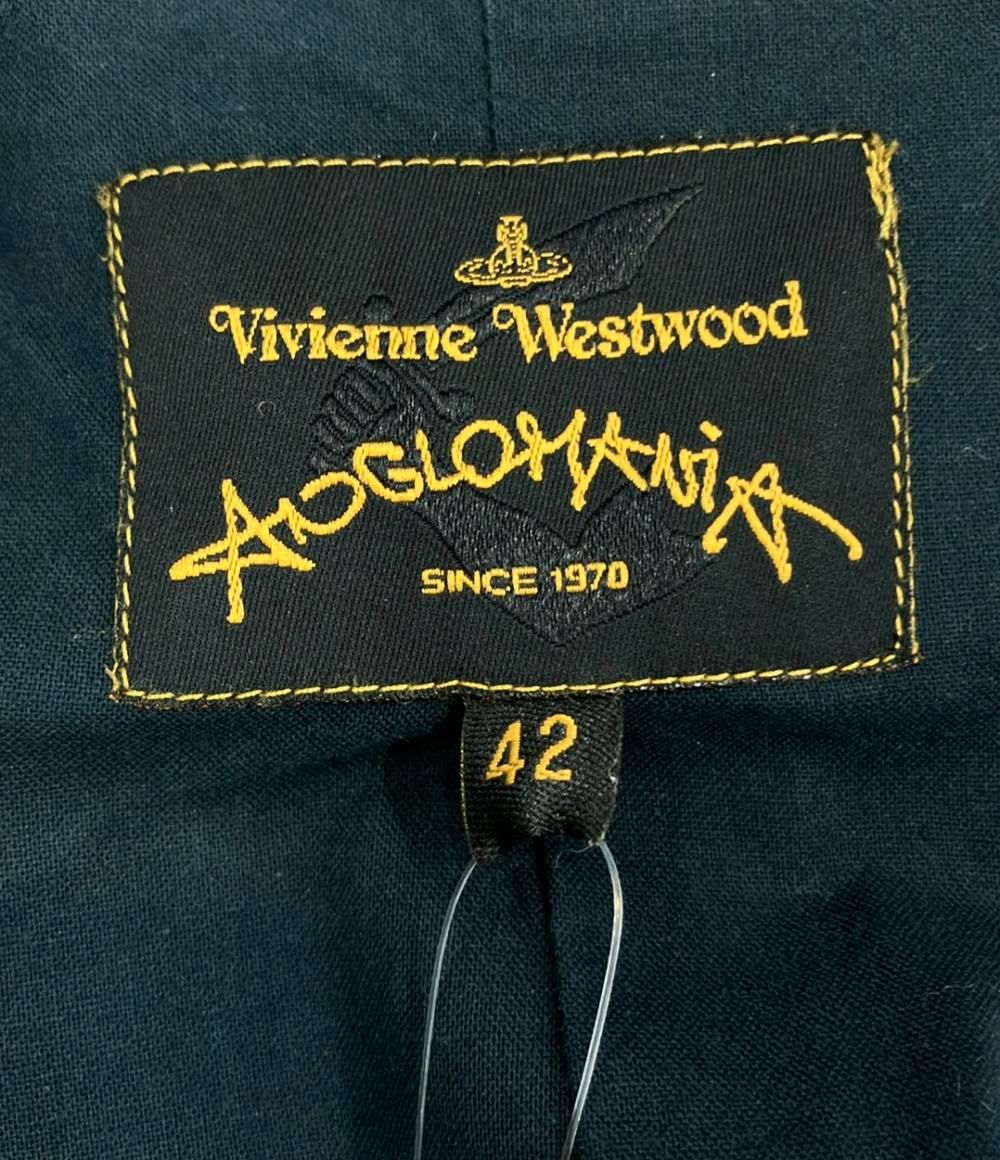 Vivienne Westwood
ANGLOMANIA
SINCE 1970
42